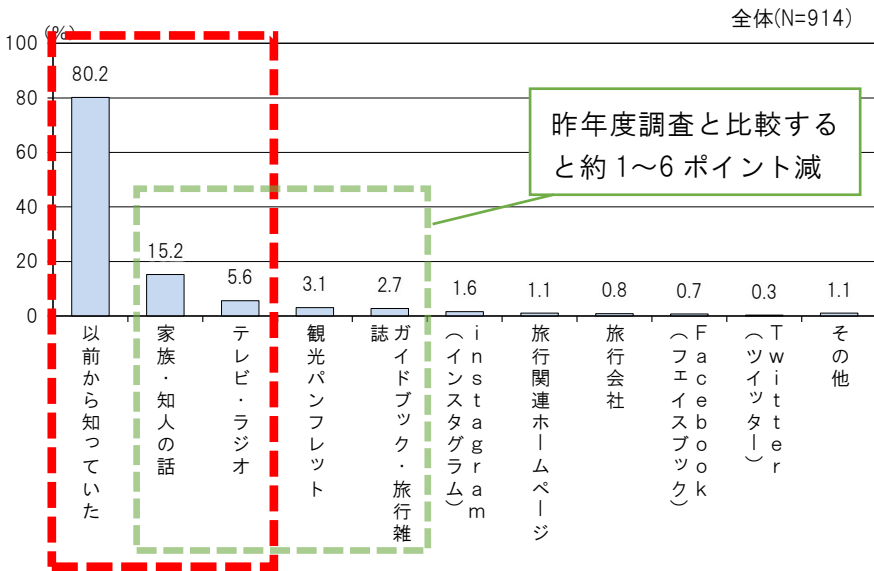 全体(N=914)
(%)
100
80
60
40
20
0
80.2
15.2
5.6
3.1
2.7
1.6
1.1
0.8
0.7
0.3
1.1
昨年度調査と比較する
と約1～6ポイント減
以前から知っていた
家族・知人の話
テレビ・ラジオ
観光パンフレット
ガイドブック・旅行雑
誌
instagram
(インスタグラム)
旅行関連ホームページ
旅行会社
Facebook
(フェイスブック)
Twitter
(ツイッター)
その他